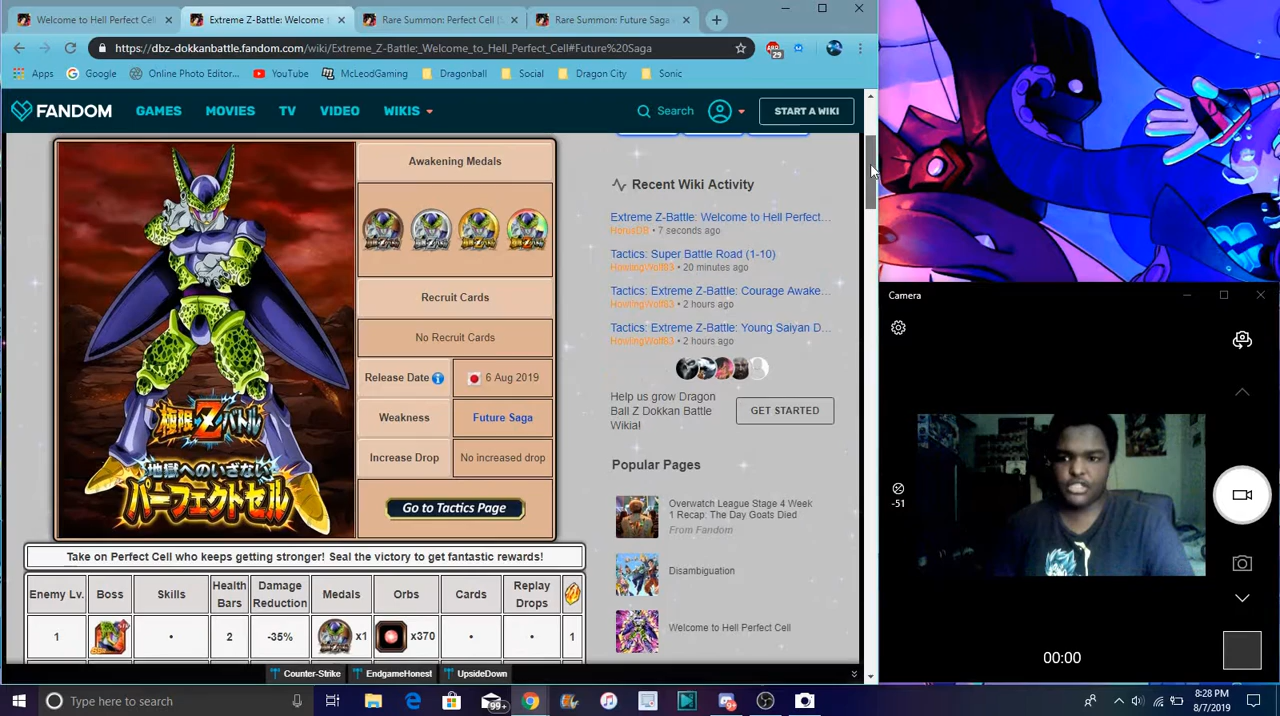 Welcome to Hell Perfect Cell
Extreme Z-Battle: Welcome to
Rare Summon: Perfect Cell [S
Rare Summon: Future Saga
https://dbz-dokkanbattle.fandom.com/wiki/Extreme_Z-Battle:_Welcome_to_Hell_Perfect_Cell#Future%20Saga
29
Apps
Google
Online Photo Editor...
YouTube
McLeodGaming
Dragonball
Social
Dragon City
Sonic
FANDOM
GAMES
MOVIES
TV
VIDEO
WIKIS
Search
START A WIKI
極限Zバトル
地獄へのいざない
パーフェクトセル
Awakening Medals
Recruit Cards
No Recruit Cards
Release Date
6 Aug 2019
Weakness
Future Saga
Increase Drop
No increased drop
Go to Tactics Page
Take on Perfect Cell who keeps getting stronger! Seal the victory to get fantastic rewards!
Enemy Lv.
Boss
Skills
Health Bars
Damage Reduction
Medals
Orbs
Cards
Replay Drops
1
•
2
-35%
x1
x370
•
•
1
Recent Wiki Activity
Extreme Z-Battle: Welcome to Hell Perfect...
HorusDB • 7 seconds ago
Tactics: Super Battle Road (1-10)
HowlingWolf83 • 20 minutes ago
Tactics: Extreme Z-Battle: Courage Awake...
HowlingWolf83 • 2 hours ago
Tactics: Extreme Z-Battle: Young Saiyan D...
HowlingWolf83 • 2 hours ago
Help us grow Dragon
Ball Z Dokkan Battle
Wikia!
GET STARTED
Popular Pages
Overwatch League Stage 4 Week
1 Recap: The Day Goats Died
From Fandom
Disambiguation
Welcome to Hell Perfect Cell
Counter-Strike
EndgameHonest
UpsideDown
Camera
-51
00:00
Type here to search
99+
8:28 PM
8/7/2019